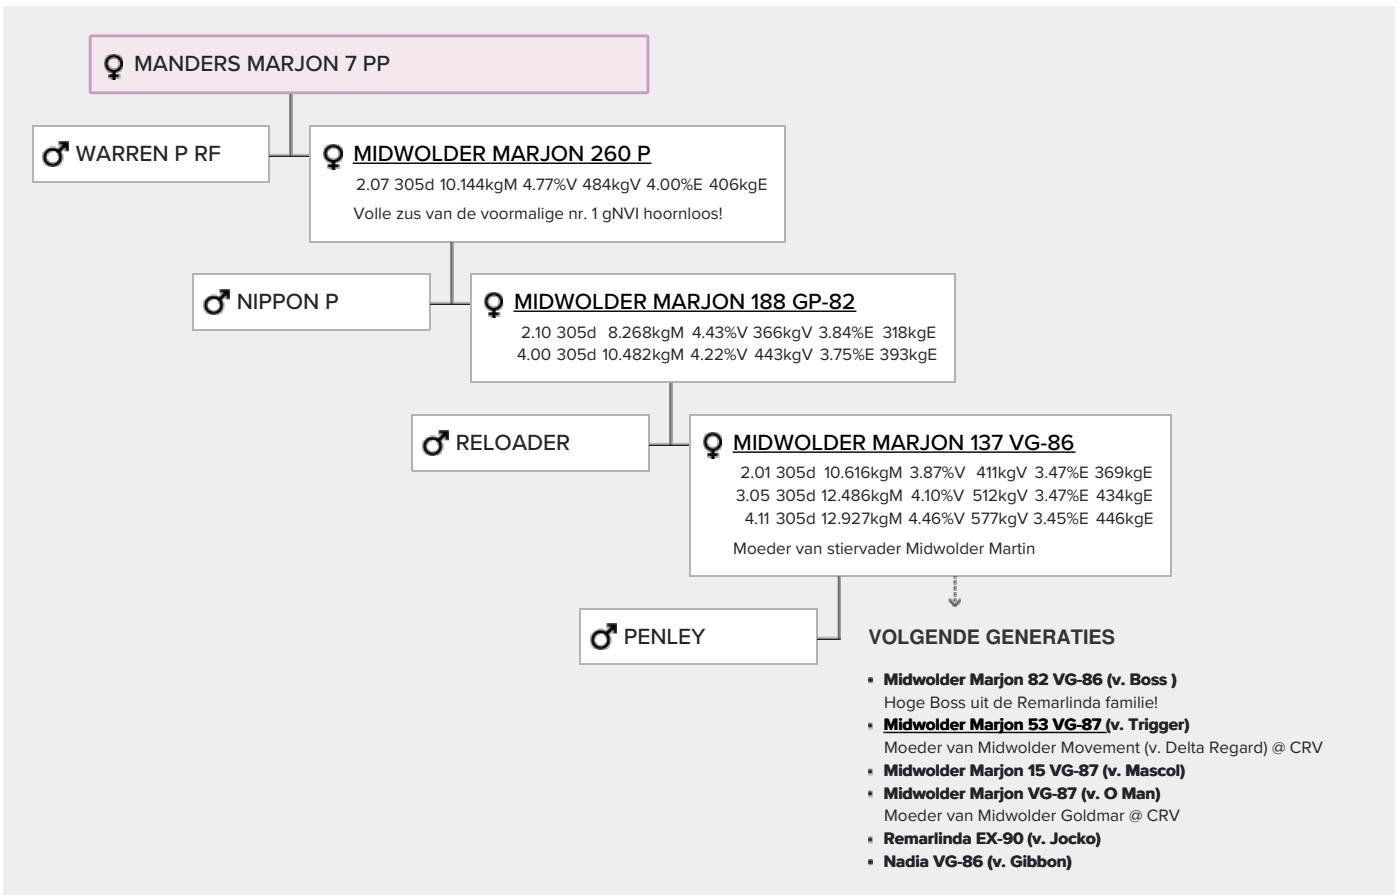 MANDERS MARJON 7 PP
WARREN P RF
MIDWOLDER MARJON 260 P
2.07 305d 10.144kgM 4.77%V 484kgV 4.00%E 406kgE
Volle zus van de voormalige nr. 1 gNVI hoornloos!
NIPPON P
MIDWOLDER MARJON 188 GP-82
2.10 305d 8.268kgM 4.43%V 366kgV 3.84%E 318kgE
4.00 305d 10.482kgM 4.22%V 443kgV 3.75%E 393kgE
RELOADER
MIDWOLDER MARJON 137 VG-86
2.01 305d 10.616kgM 3.87%V 411kgV 3.47%E 369kgE
3.05 305d 12.486kgM 4.10%V 512kgV 3.47%E 434kgE
4.11 305d 12.927kgM 4.46%V 577kgV 3.45%E 446kgE
Moeder van stiervader Midwolder Martin
PENLEY
VOLGENDE GENERATIES
Midwolder Marjon 82 VG-86 (v. Boss )
Hoge Boss uit de Remarlinda familie!
Midwolder Marjon 53 VG-87 (v. Trigger)
Moeder van Midwolder Movement (v. Delta Regard) @ CRV
Midwolder Marjon 15 VG-87 (v. Mascol)
Midwolder Marjon VG-87 (v. O Man)
Moeder van Midwolder Goldmar @ CRV
Remarlinda EX-90 (v. Jocko)
Nadia VG-86 (v. Gibbon)